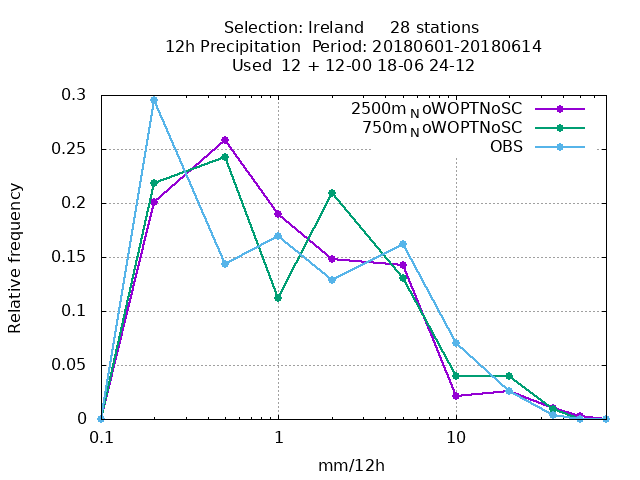 Selection: Ireland 28 stations
12h Precipitation Period: 20180601-20180614
Used 12 + 12-00 18-06 24-12
0.3
0.25
0.2
0.15
0.1
0.05
0
Relative frequency
2500m_NoWOPTNoSC
750m_NoWOPTNoSC
OBS
0.1 1 10
mm/12h